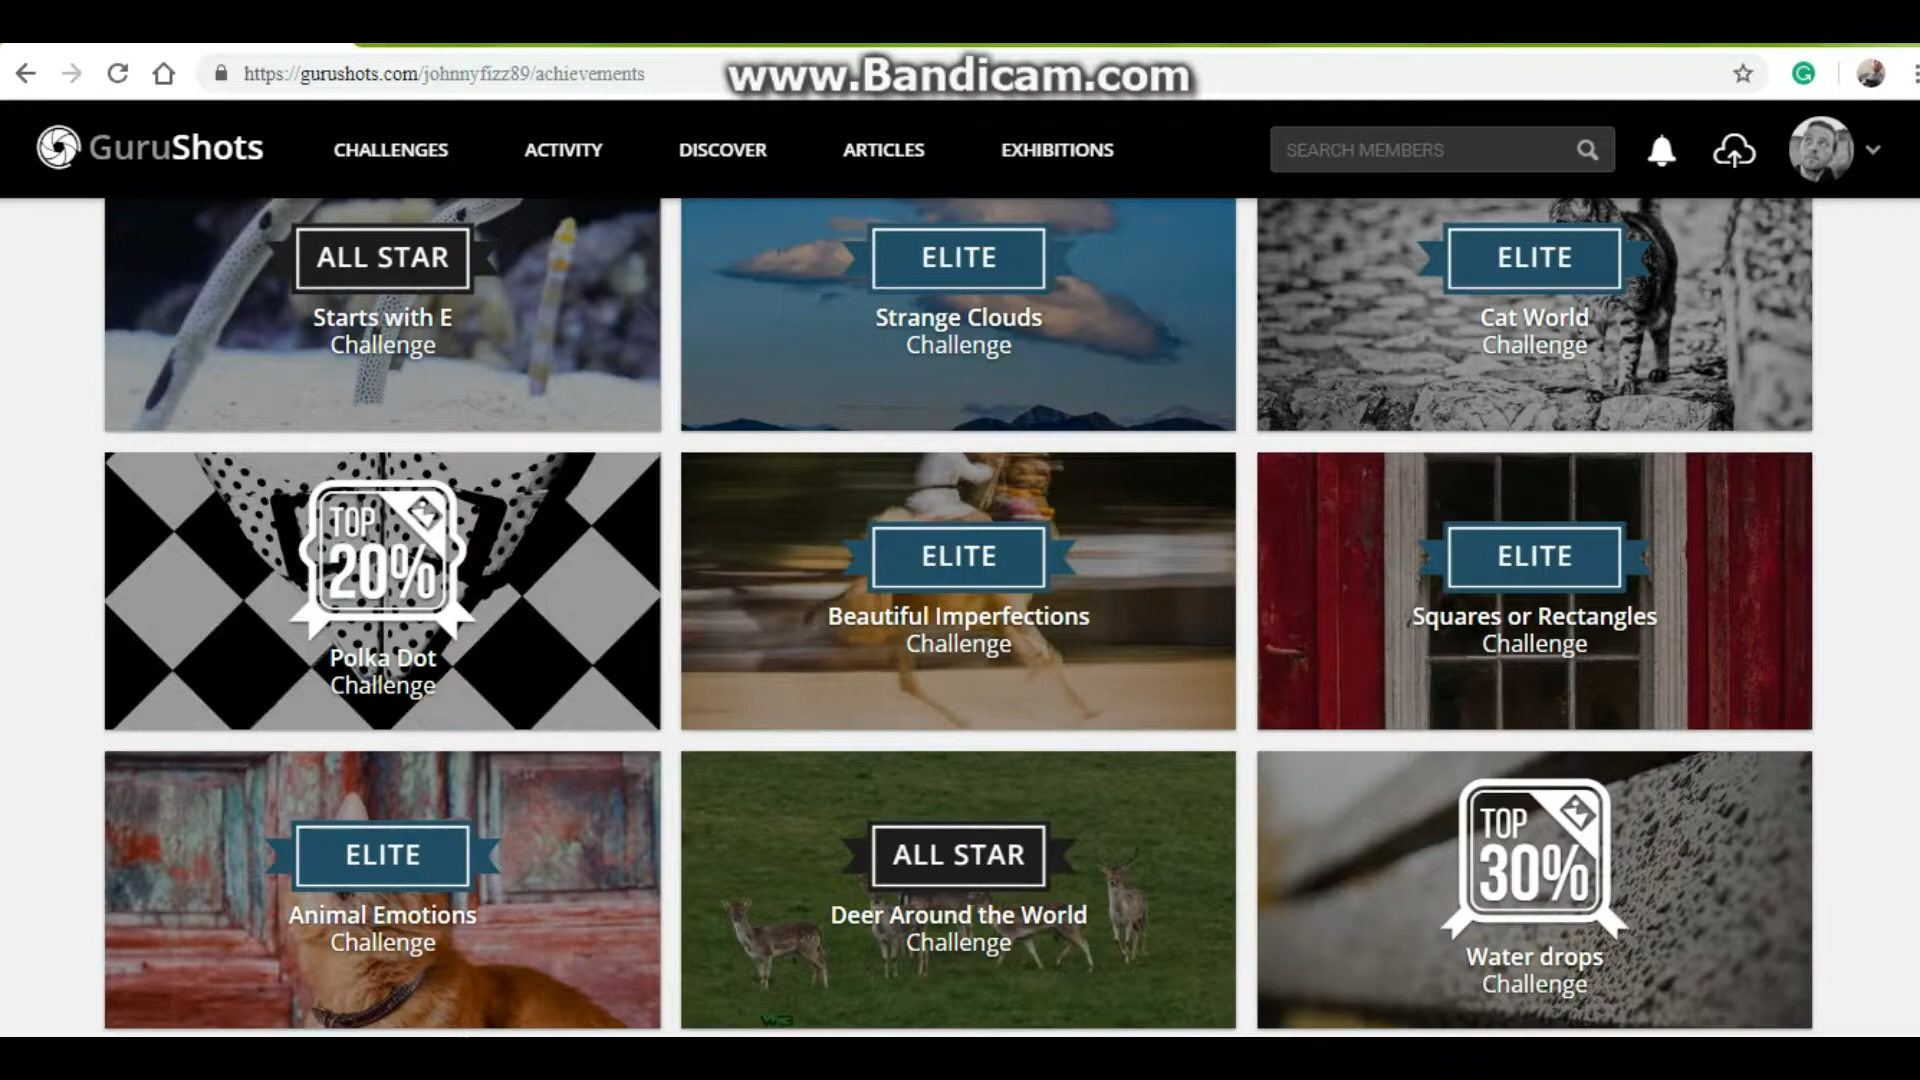 https://gurushots.com/johnnyfizz89/achievements
www.Bandicam.com
GuruShots
CHALLENGES
ACTIVITY
DISCOVER
ARTICLES
EXHIBITIONS
SEARCH MEMBERS
ALL STAR
Starts with E
Challenge
ELITE
Strange Clouds
Challenge
ELITE
Cat World
Challenge
TOP
20%
Polka Dot
Challenge
ELITE
Beautiful Imperfections
Challenge
ELITE
Squares or Rectangles
Challenge
ELITE
Animal Emotions
Challenge
ALL STAR
Deer Around the World
Challenge
TOP
30%
Water drops
Challenge